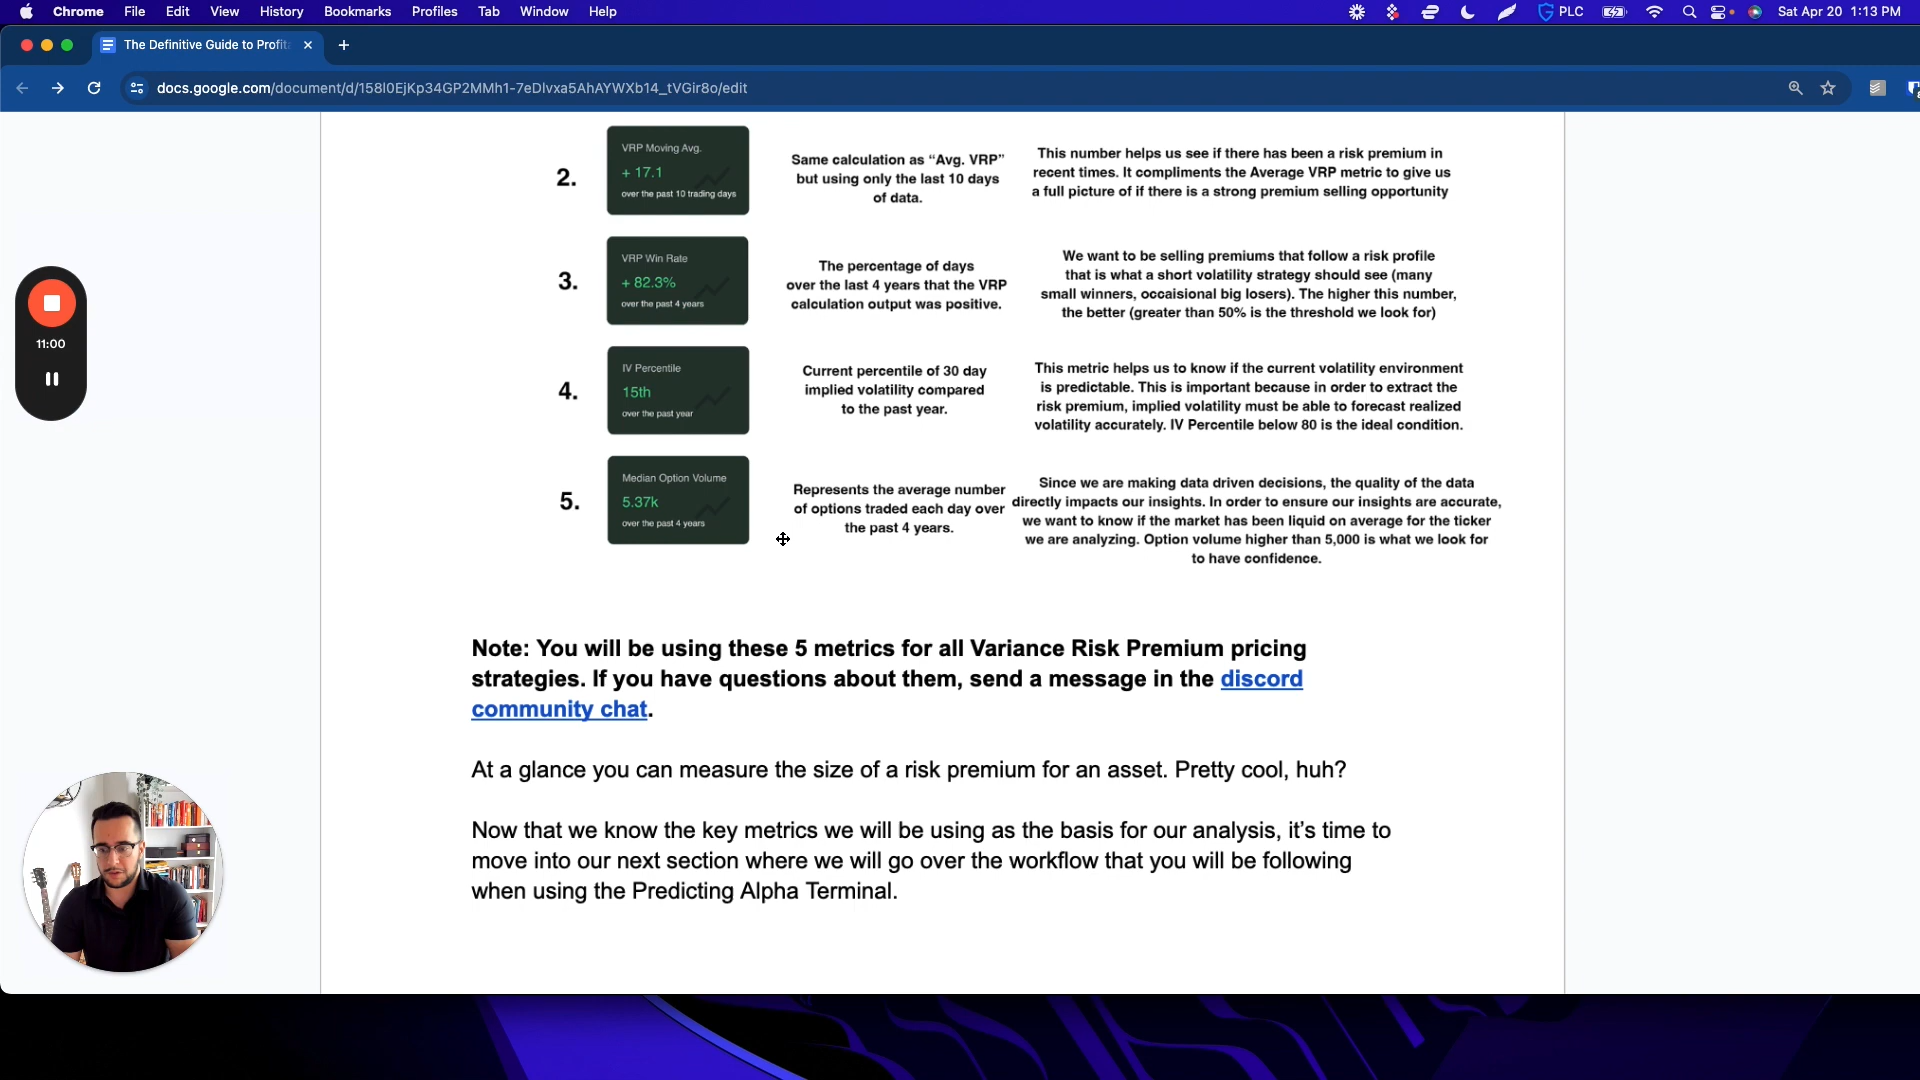 Chrome File Edit View History Bookmarks Profiles Tab Window Help
PLC
Sat Apr 20 1:13 PM
The Definitive Guide to Profit
docs.google.com/document/d/158l0EjKp34GP2MMh1-7eDlvxa5AhAYWXb14_tVGir8o/edit
2.
VRP Moving Avg.
+ 17.1
over the past 10 trading days
Same calculation as “Avg. VRP”
but using only the last 10 days
of data.
This number helps us see if there has been a risk premium in
recent times. It compliments the Average VRP metric to give us
a full picture of if there is a strong premium selling opportunity
3.
VRP Win Rate
+ 82.3%
over the past 4 years
The percentage of days
over the last 4 years that the VRP
calculation output was positive.
We want to be selling premiums that follow a risk profile
that is what a short volatility strategy should see (many
small winners, occaisional big losers). The higher this number,
the better (greater than 50% is the threshold we look for)
11:00
4.
IV Percentile
15th
over the past year
Current percentile of 30 day
implied volatility compared
to the past year.
This metric helps us to know if the current volatility environment
is predictable. This is important because in order to extract the
risk premium, implied volatility must be able to forecast realized
volatility accurately. IV Percentile below 80 is the ideal condition.
5.
Median Option Volume
5.37k
over the past 4 years
Represents the average number
of options traded each day over
the past 4 years.
Since we are making data driven decisions, the quality of the data
directly impacts our insights. In order to ensure our insights are accurate,
we want to know if the market has been liquid on average for the ticker
we are analyzing. Option volume higher than 5,000 is what we look for
to have confidence.
Note: You will be using these 5 metrics for all Variance Risk Premium pricing
strategies. If you have questions about them, send a message in the discord
community chat.
At a glance you can measure the size of a risk premium for an asset. Pretty cool, huh?
Now that we know the key metrics we will be using as the basis for our analysis, it’s time to
move into our next section where we will go over the workflow that you will be following
when using the Predicting Alpha Terminal.